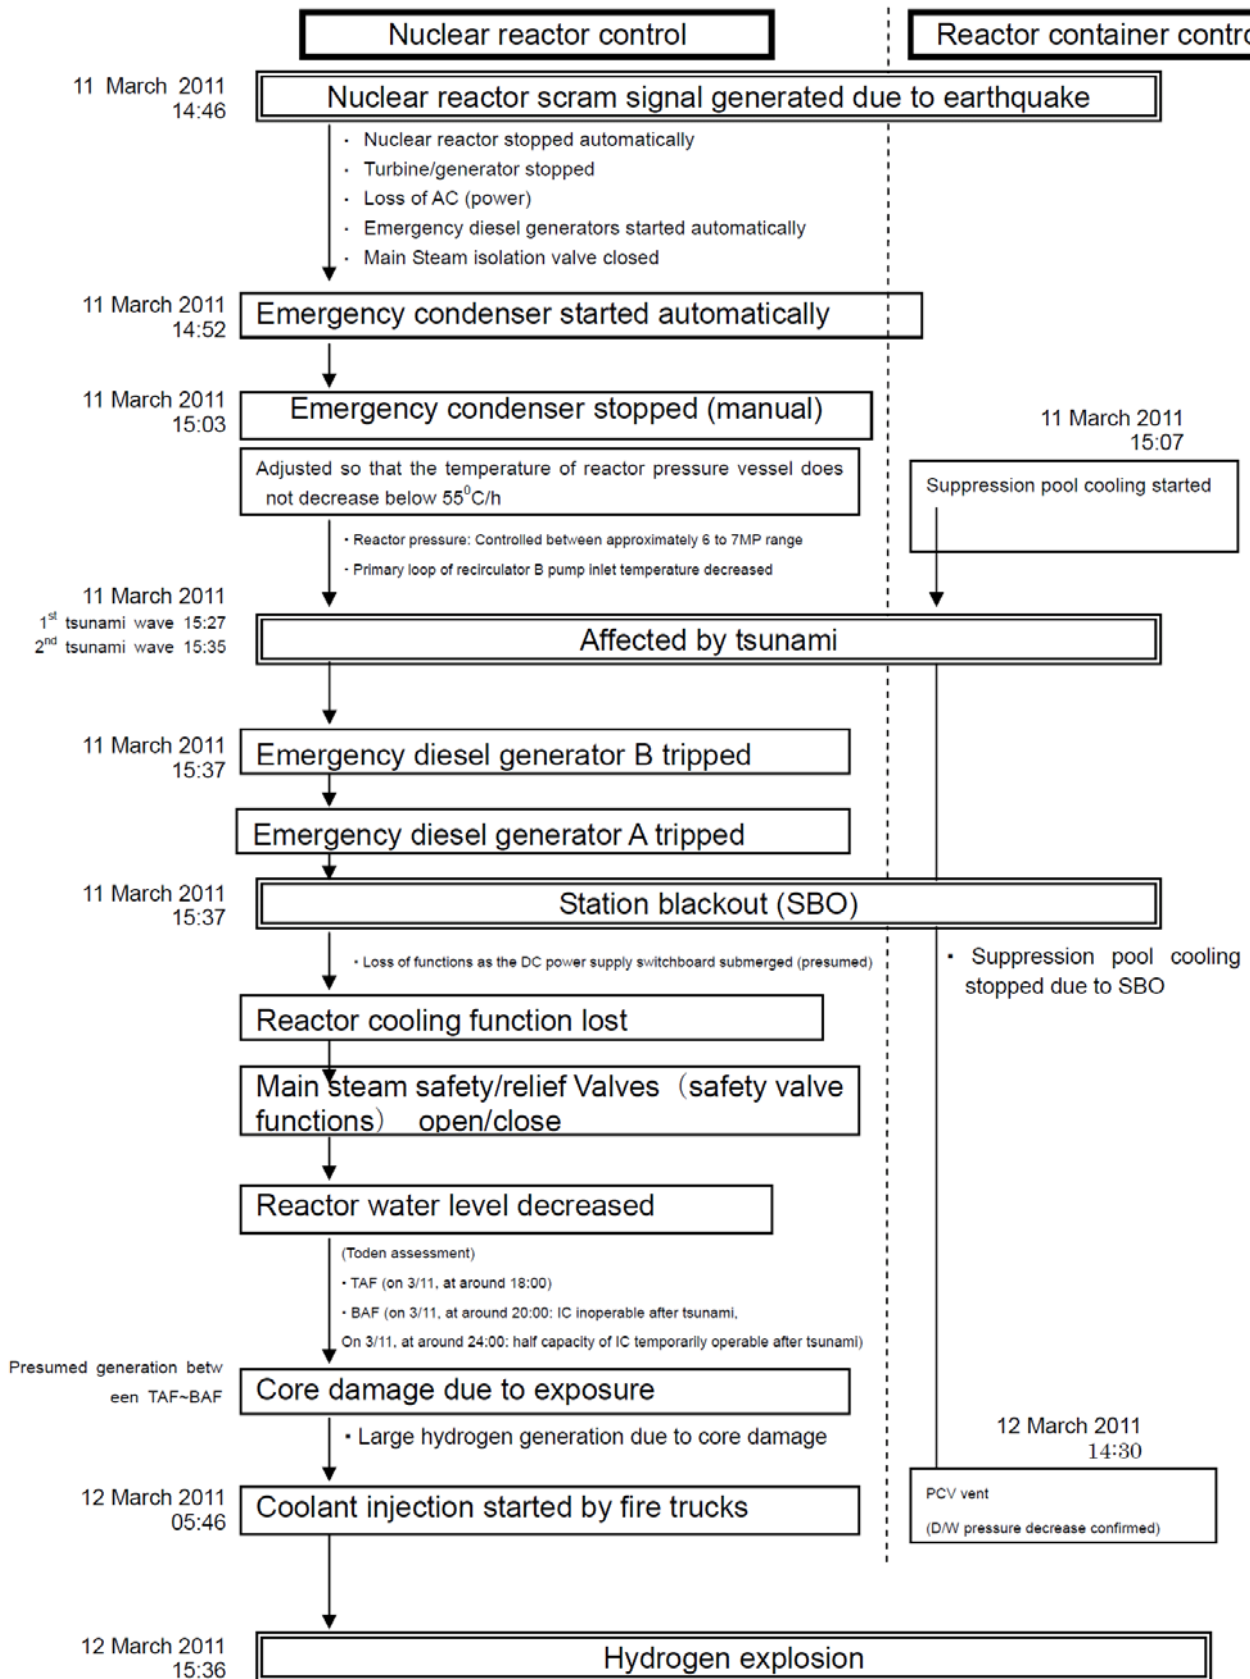 Nuclear reactor control
Reactor container contro
11 March 2011
14:46
Nuclear reactor scram signal generated due to earthquake
・ Nuclear reactor stopped automatically
・ Turbine/generator stopped
・ Loss of AC (power)
・ Emergency diesel generators started automatically
・ Main Steam isolation valve closed
11 March 2011
14:52
Emergency condenser started automatically
11 March 2011
15:03
Emergency condenser stopped (manual)
Adjusted so that the temperature of reactor pressure vessel does
not decrease below 55⁰C/h
11 March 2011
15:07
Suppression pool cooling started
・Reactor pressure: Controlled between approximately 6 to 7MP range
・Primary loop of recirculator B pump inlet temperature decreased
11 March 2011
1st tsunami wave 15:27
2nd tsunami wave 15:35
Affected by tsunami
11 March 2011
15:37
Emergency diesel generator B tripped
Emergency diesel generator A tripped
11 March 2011
15:37
Station blackout (SBO)
・Loss of functions as the DC power supply switchboard submerged (presumed)
・ Suppression pool cooling
stopped due to SBO
Reactor cooling function lost
Main steam safety/relief Valves（safety valve
functions） open/close
Reactor water level decreased
(Toden assessment)
・TAF (on 3/11, at around 18:00)
・BAF (on 3/11, at around 20:00: IC inoperable after tsunami,
On 3/11, at around 24:00: half capacity of IC temporarily operable after tsunami)
Presumed generation betw
een TAF~BAF
Core damage due to exposure
・Large hydrogen generation due to core damage
12 March 2011
14:30
PCV vent
(D/W pressure decrease confirmed)
12 March 2011
05:46
Coolant injection started by fire trucks
12 March 2011
15:36
Hydrogen explosion